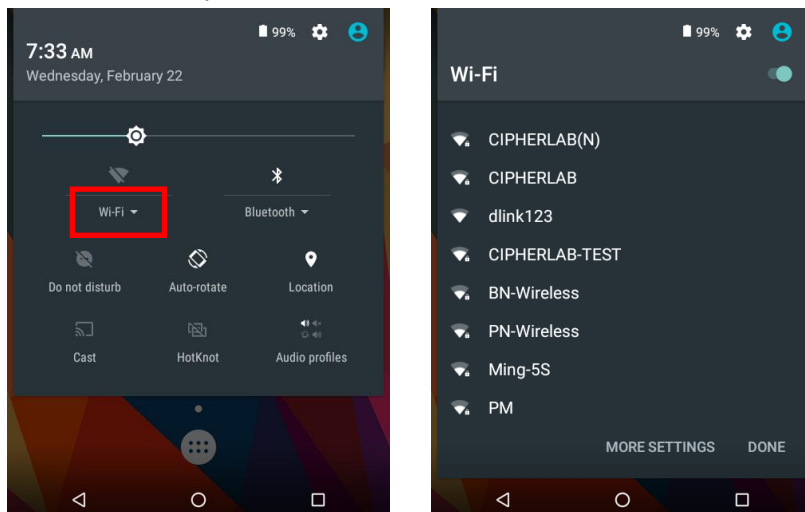 99%
7:33 AM
Wednesday, February 22
Wi-Fi
Bluetooth
Do not disturb
Auto-rotate
Location
Cast
HotKnot
Audio profiles
99%
Wi-Fi
CIPHERLAB(N)
CIPHERLAB
dlink123
CIPHERLAB-TEST
BN-Wireless
PN-Wireless
Ming-5S
PM
MORE SETTINGS
DONE